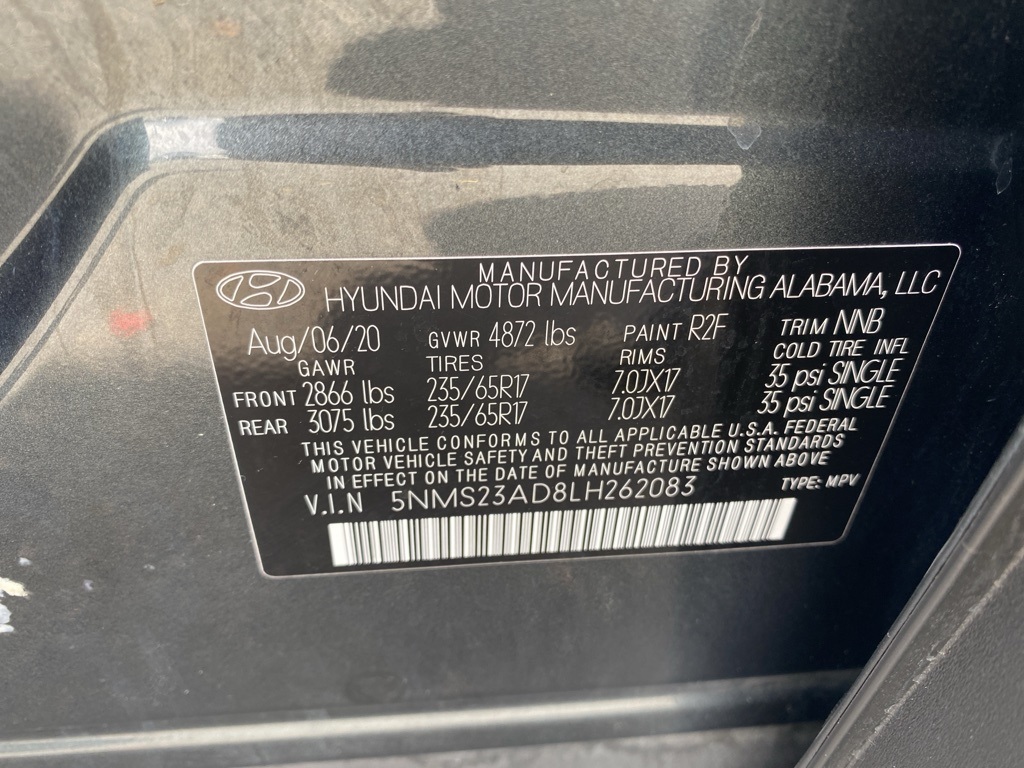 MANUFACTURED BY
HYUNDAI MOTOR MANUFACTURING ALABAMA, LLC
Aug/06/20 GVWR 4872 lbs PAINT R2F TRIM NNB
GAWR TIRES RIMS COLD TIRE INFL
FRONT 2866 lbs 235/65R17 7.0JX17 35 psi SINGLE
REAR 3075 lbs 235/65R17 7.0JX17 35 psi SINGLE
THIS VEHICLE CONFORMS TO ALL APPLICABLE U.S.A. FEDERAL
MOTOR VEHICLE SAFETY AND THEFT PREVENTION STANDARDS
IN EFFECT ON THE DATE OF MANUFACTURE SHOWN ABOVE
V.I.N 5NMS23AD8LH262083 TYPE: MPV